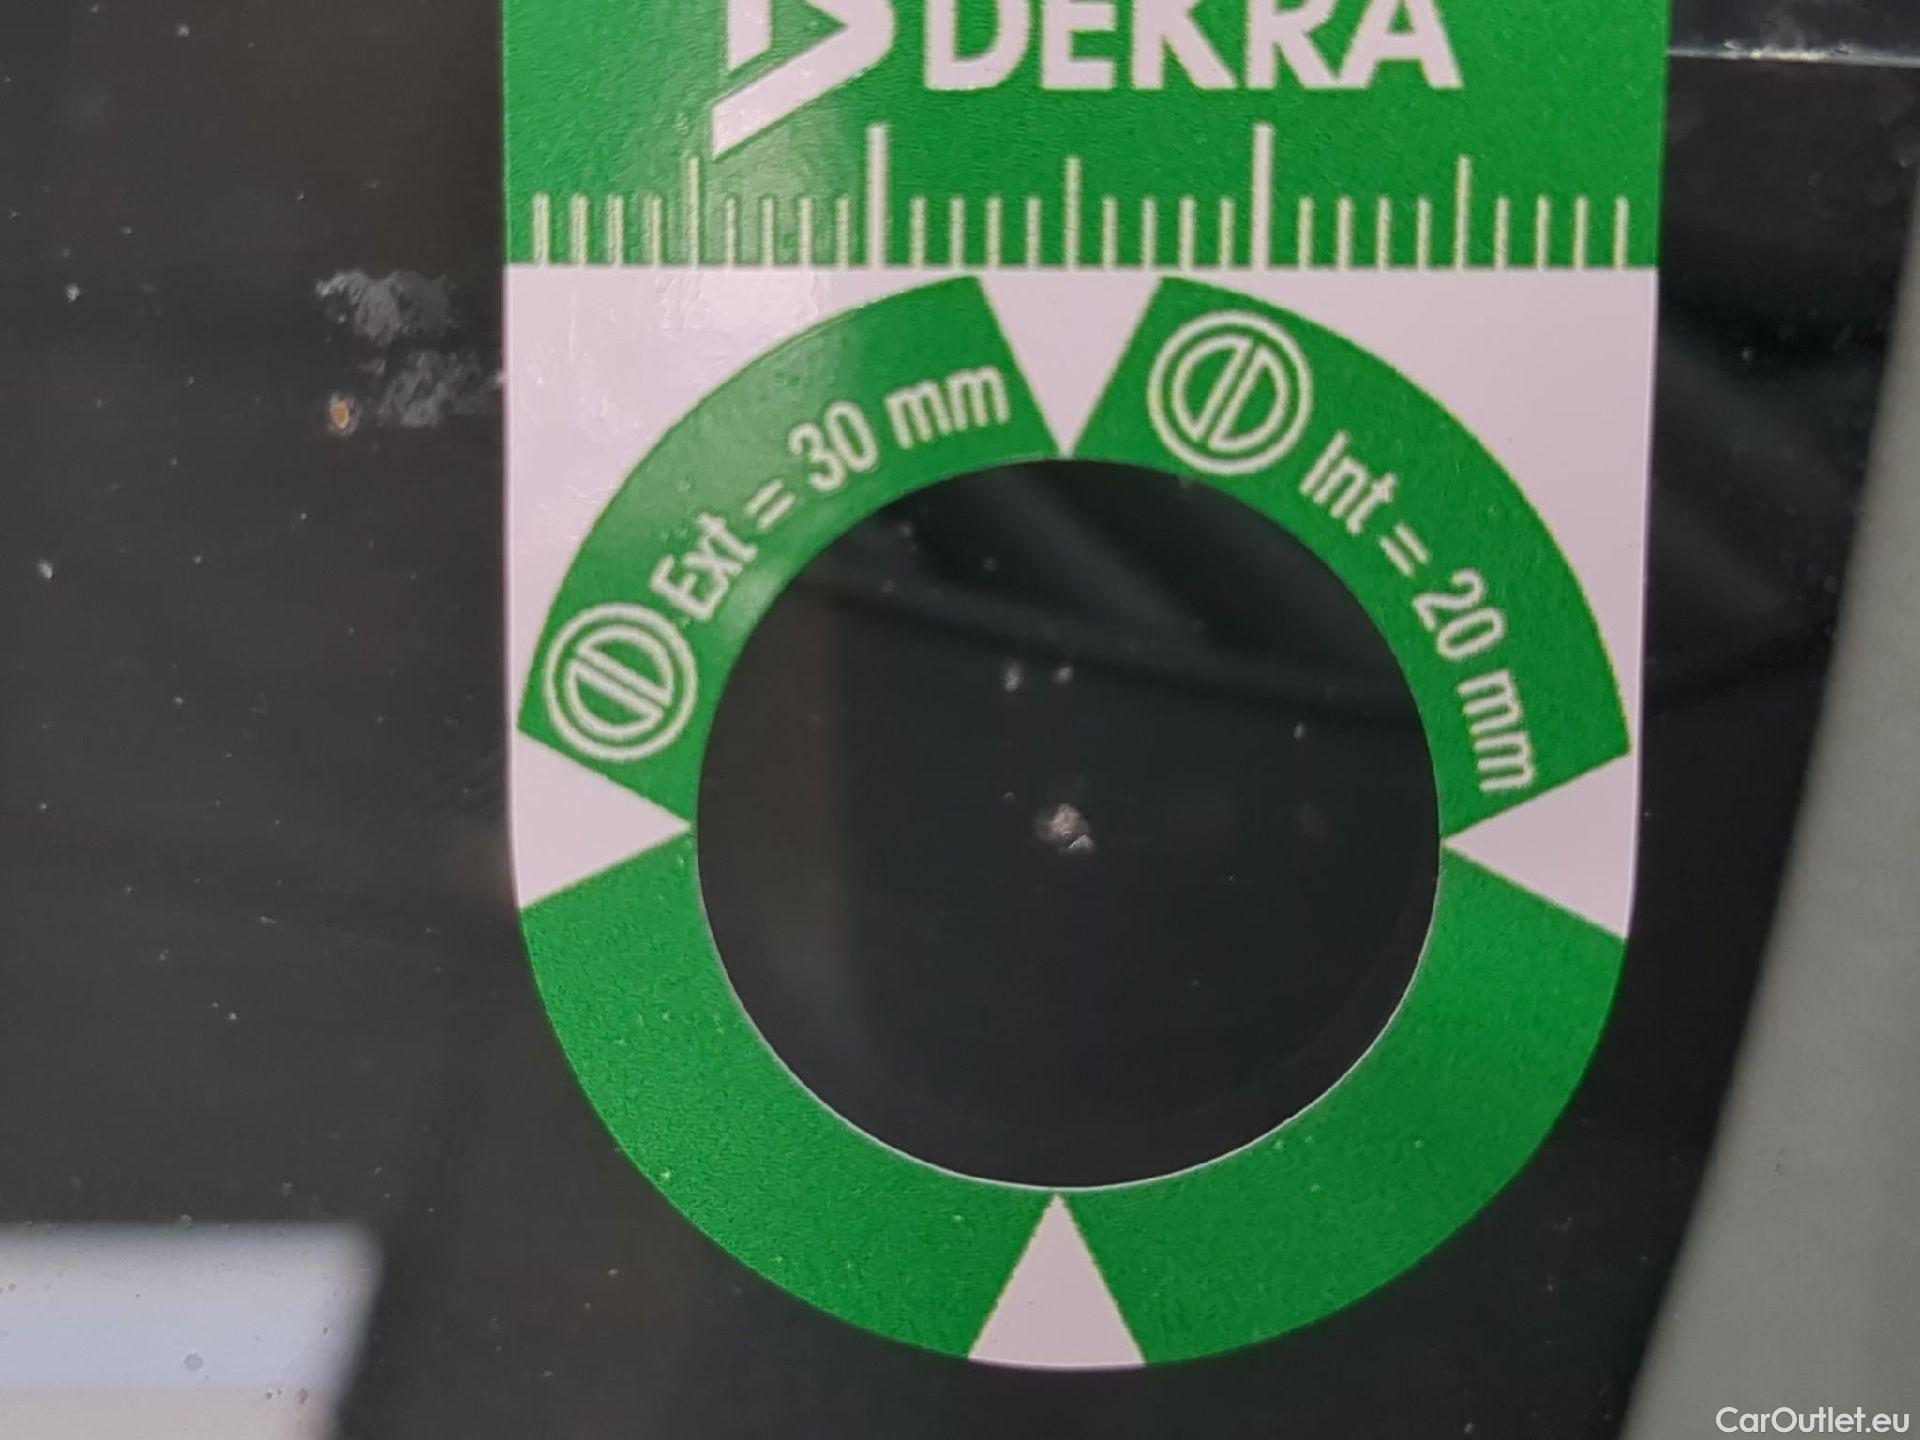 DEKRA
Ext = 30 mm
Int = 20 mm
CarOutlet.eu